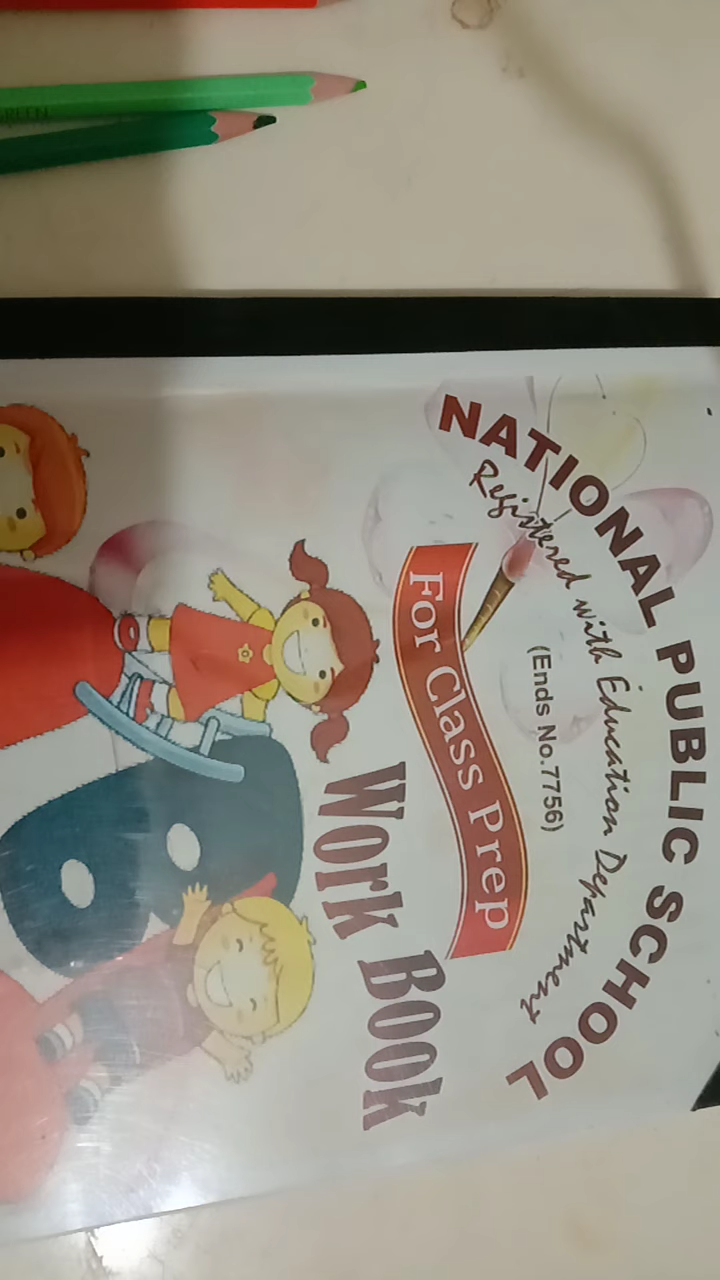 NATIONAL PUBLIC SCHOOL
Registered with Education Department
(Ends No.7756)
For Class Prep
Work Book